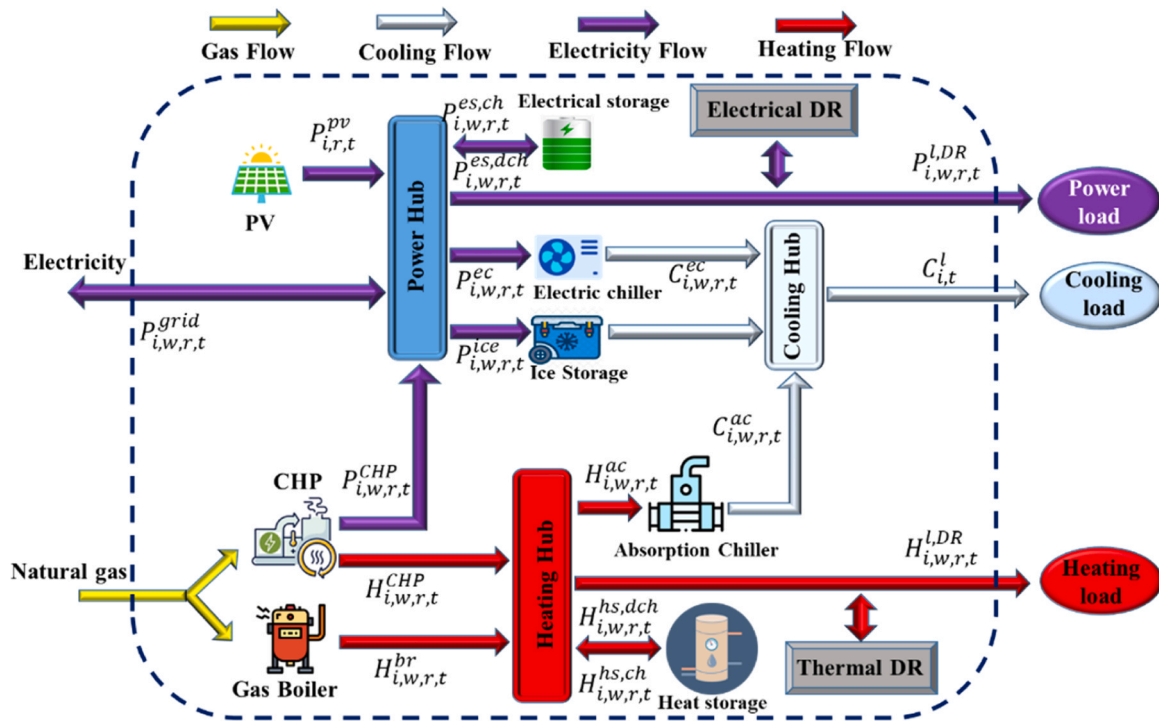 Gas Flow
Cooling Flow
Electricity Flow
Heating Flow
P_{i,w,r,t}^{es,ch}
Electrical storage
Electrical DR
P_{i,r,t}^{pv}
P_{i,w,r,t}^{es,dch}
P_{i,w,r,t}^{l,DR}
PV
Power Hub
Power
load
Electricity
P_{i,w,r,t}^{ec}
Electric chiller
C_{i,w,r,t}^{ec}
Cooling Hub
C_{i,t}^{l}
Cooling
load
P_{i,w,r,t}^{grid}
P_{i,w,r,t}^{ice}
Ice Storage
C_{i,w,r,t}^{ac}
CHP
P_{i,w,r,t}^{CHP}
H_{i,w,r,t}^{ac}
Absorption Chiller
H_{i,w,r,t}^{l,DR}
Natural gas
H_{i,w,r,t}^{CHP}
Heating Hub
Heating
load
H_{i,w,r,t}^{hs,dch}
Gas Boiler
H_{i,w,r,t}^{br}
H_{i,w,r,t}^{hs,ch}
Heat storage
Thermal DR